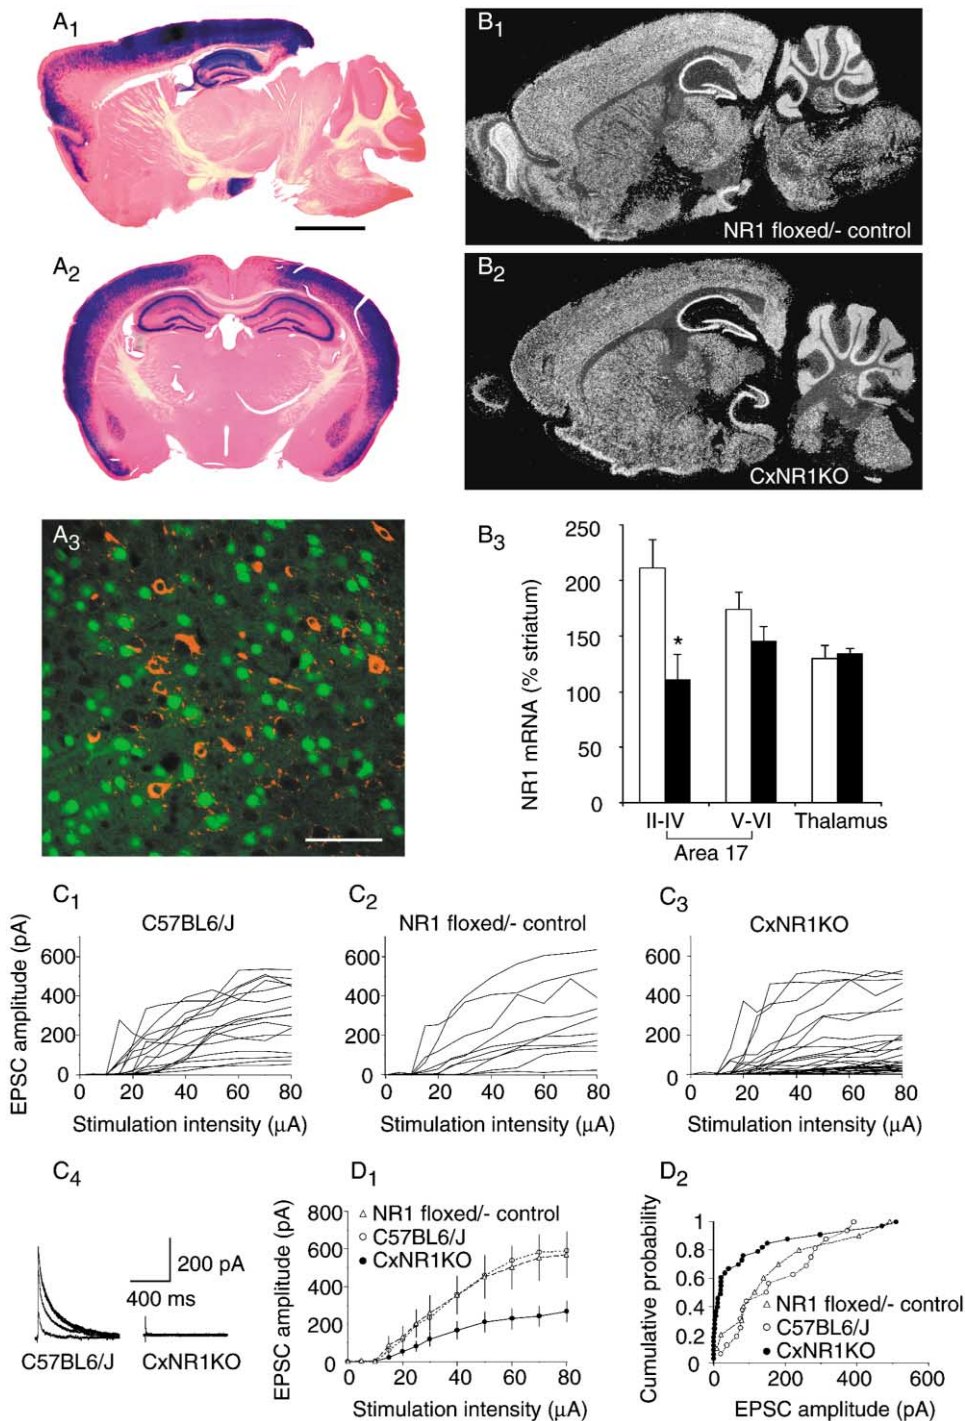 A1
B1
NR1 floxed/- control
A2
B2
CxNR1KO
A3
B3
NR1 mRNA (% striatum)
250
200
150
100
50
0
*
II-IV
V-VI
Thalamus
Area 17
C1
C57BL6/J
C2
NR1 floxed/- control
C3
CxNR1KO
EPSC amplitude (pA)
600
400
200
0
0 20 40 60 80
Stimulation intensity (μA)
600
400
200
0
0 20 40 60 80
Stimulation intensity (μA)
600
400
200
0
0 20 40 60 80
Stimulation intensity (μA)
C4
200 pA
400 ms
C57BL6/J
CxNR1KO
D1
EPSC amplitude (pA)
800
600
400
200
0
NR1 floxed/- control
C57BL6/J
CxNR1KO
0 20 40 60 80
Stimulation intensity (μA)
D2
Cumulative probability
1
0.8
0.6
0.4
0.2
0
NR1 floxed/- control
C57BL6/J
CxNR1KO
0 200 400 600
EPSC amplitude (pA)